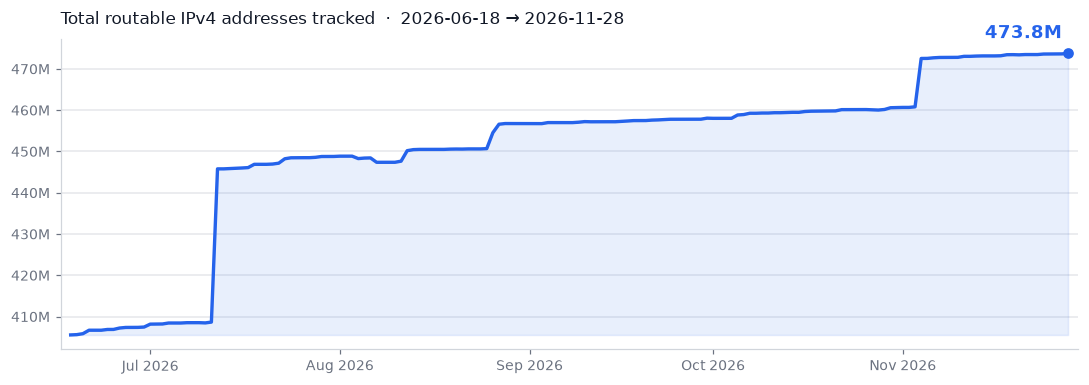 Total routable IPv4 addresses tracked · 2026-06-18 → 2026-11-28
473.8M
470M
460M
450M
440M
430M
420M
410M
Jul 2026 Aug 2026 Sep 2026 Oct 2026 Nov 2026